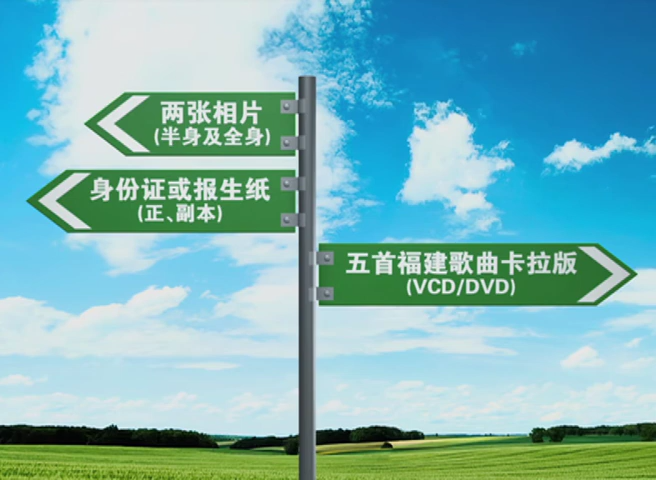 两张相片
(半身及全身)
身份证或报生纸
(正、副本)
五首福建歌曲卡拉版
(VCD/DVD)